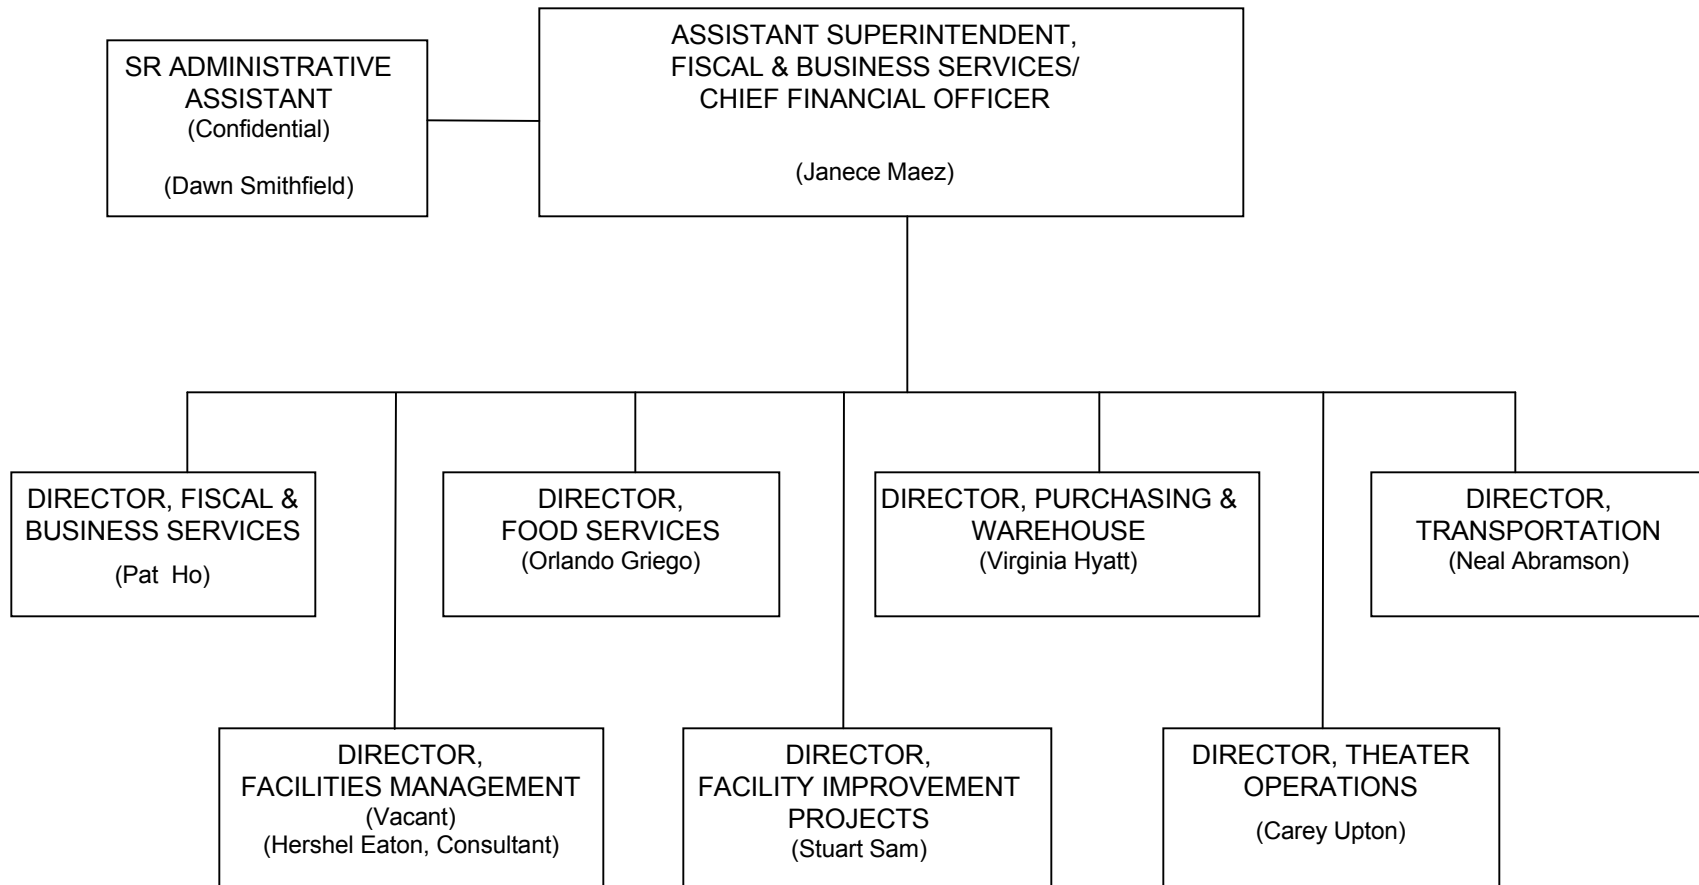 SR ADMINISTRATIVE
ASSISTANT
(Confidential)
(Dawn Smithfield)
ASSISTANT SUPERINTENDENT,
FISCAL & BUSINESS SERVICES/
CHIEF FINANCIAL OFFICER
(Janece Maez)
DIRECTOR, FISCAL &
BUSINESS SERVICES
(Pat Ho)
DIRECTOR,
FOOD SERVICES
(Orlando Griego)
DIRECTOR, PURCHASING &
WAREHOUSE
(Virginia Hyatt)
DIRECTOR,
TRANSPORTATION
(Neal Abramson)
DIRECTOR,
FACILITIES MANAGEMENT
(Vacant)
(Hershel Eaton, Consultant)
DIRECTOR,
FACILITY IMPROVEMENT
PROJECTS
(Stuart Sam)
DIRECTOR, THEATER
OPERATIONS
(Carey Upton)